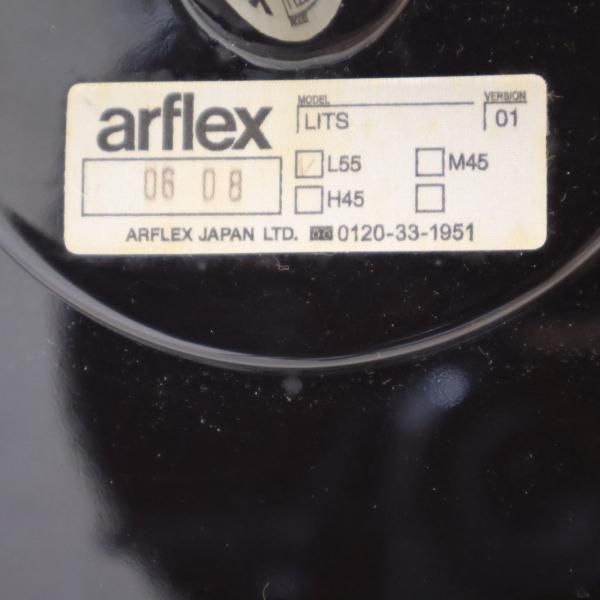 arflex
MODEL
LITS
VERSION
01
06 08
L55
M45
H45
ARFLEX JAPAN LTD. 0120-33-1951